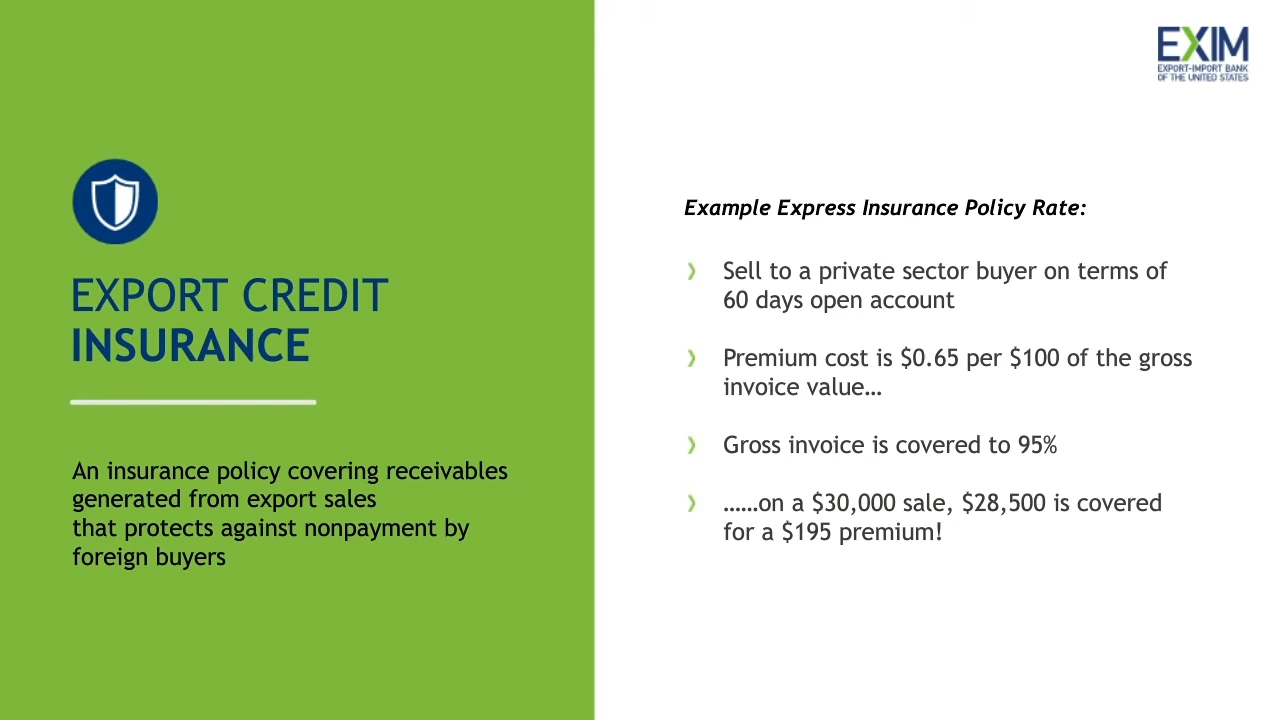 EXIM
EXPORT-IMPORT BANK
OF THE UNITED STATES
EXPORT CREDIT
INSURANCE
An insurance policy covering receivables
generated from export sales
that protects against nonpayment by
foreign buyers
Example Express Insurance Policy Rate:
Sell to a private sector buyer on terms of
60 days open account
Premium cost is $0.65 per $100 of the gross
invoice value…
Gross invoice is covered to 95%
……on a $30,000 sale, $28,500 is covered
for a $195 premium!